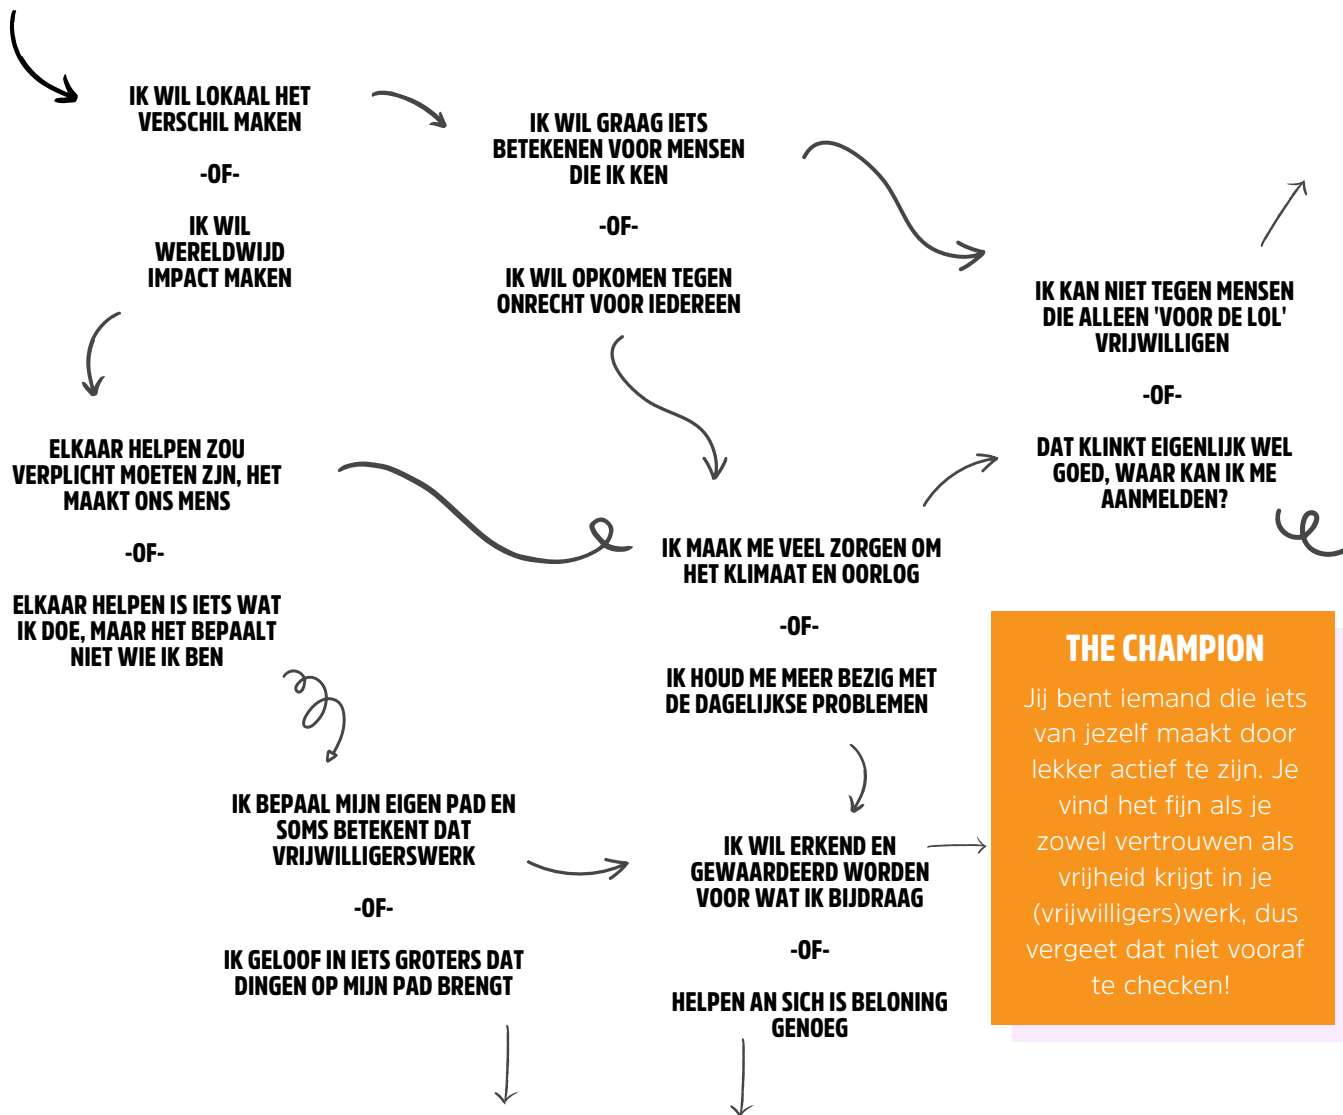 IK WIL LOKAAL HET
VERSCHIL MAKEN
-OF-
IK WIL
WERELDWIJD
IMPACT MAKEN
IK WIL GRAAG IETS
BETEKENEN VOOR MENSEN
DIE IK KEN
-OF-
IK WIL OPKOMEN TEGEN
ONRECHT VOOR IEDEREEN
IK KAN NIET TEGEN MENSEN
DIE ALLEEN 'VOOR DE LOL'
VRIJWILLIGEN
-OF-
DAT KLINKT EIGENLIJK WEL
GOED, WAAR KAN IK ME
AANMELDEN?
ELKAAR HELPEN ZOU
VERPLICHT MOETEN ZJN, HET
MAAKT ONS MENS
-OF-
ELKAAR HELPEN IS IETS WAT
IK DOE, MAAR HET BEPAALT
NIET WIE IK BEN
IK MAAK ME VEEL ZORGEN OM
HET KLIMAAT EN OORLOG
-OF-
IK HOUD ME MEER BEZIG MET
DE DAGELIJKSE PROBLEMEN
IK BEPAAL MIJN EIGEN PAD EN
SOMS BETEKENT DAT
VRIJWILLIGERSWERK
-OF-
IK GELOOF IN IETS GROTERS DAT
DINGEN OP MIJN PAD BRENGT
IK WIL ERKEND EN
GEWAARDEERD WORDEN
VOOR WAT IK BIJDRAAG
-OF-
HELPEN AN SICH IS BELONING
GENOEG
THE CHAMPION
Jij bent iemand die iets
van jezelf maakt door
lekker actief te zijn. Je
vind het fijn als je
zowel vertrouwen als
vrijheid krijgt in je
(vrijwilligers)werk, dus
vergeet dat niet vooraf
te checken!